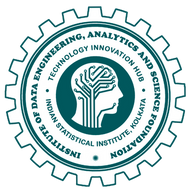 INSTITUTE OF DATA ENGINEERING, ANALYTICS AND SCIENCE FOUNDATION
TECHNOLOGY INNOVATION HUB
INDIAN STATISTICAL INSTITUTE, KOLKATA